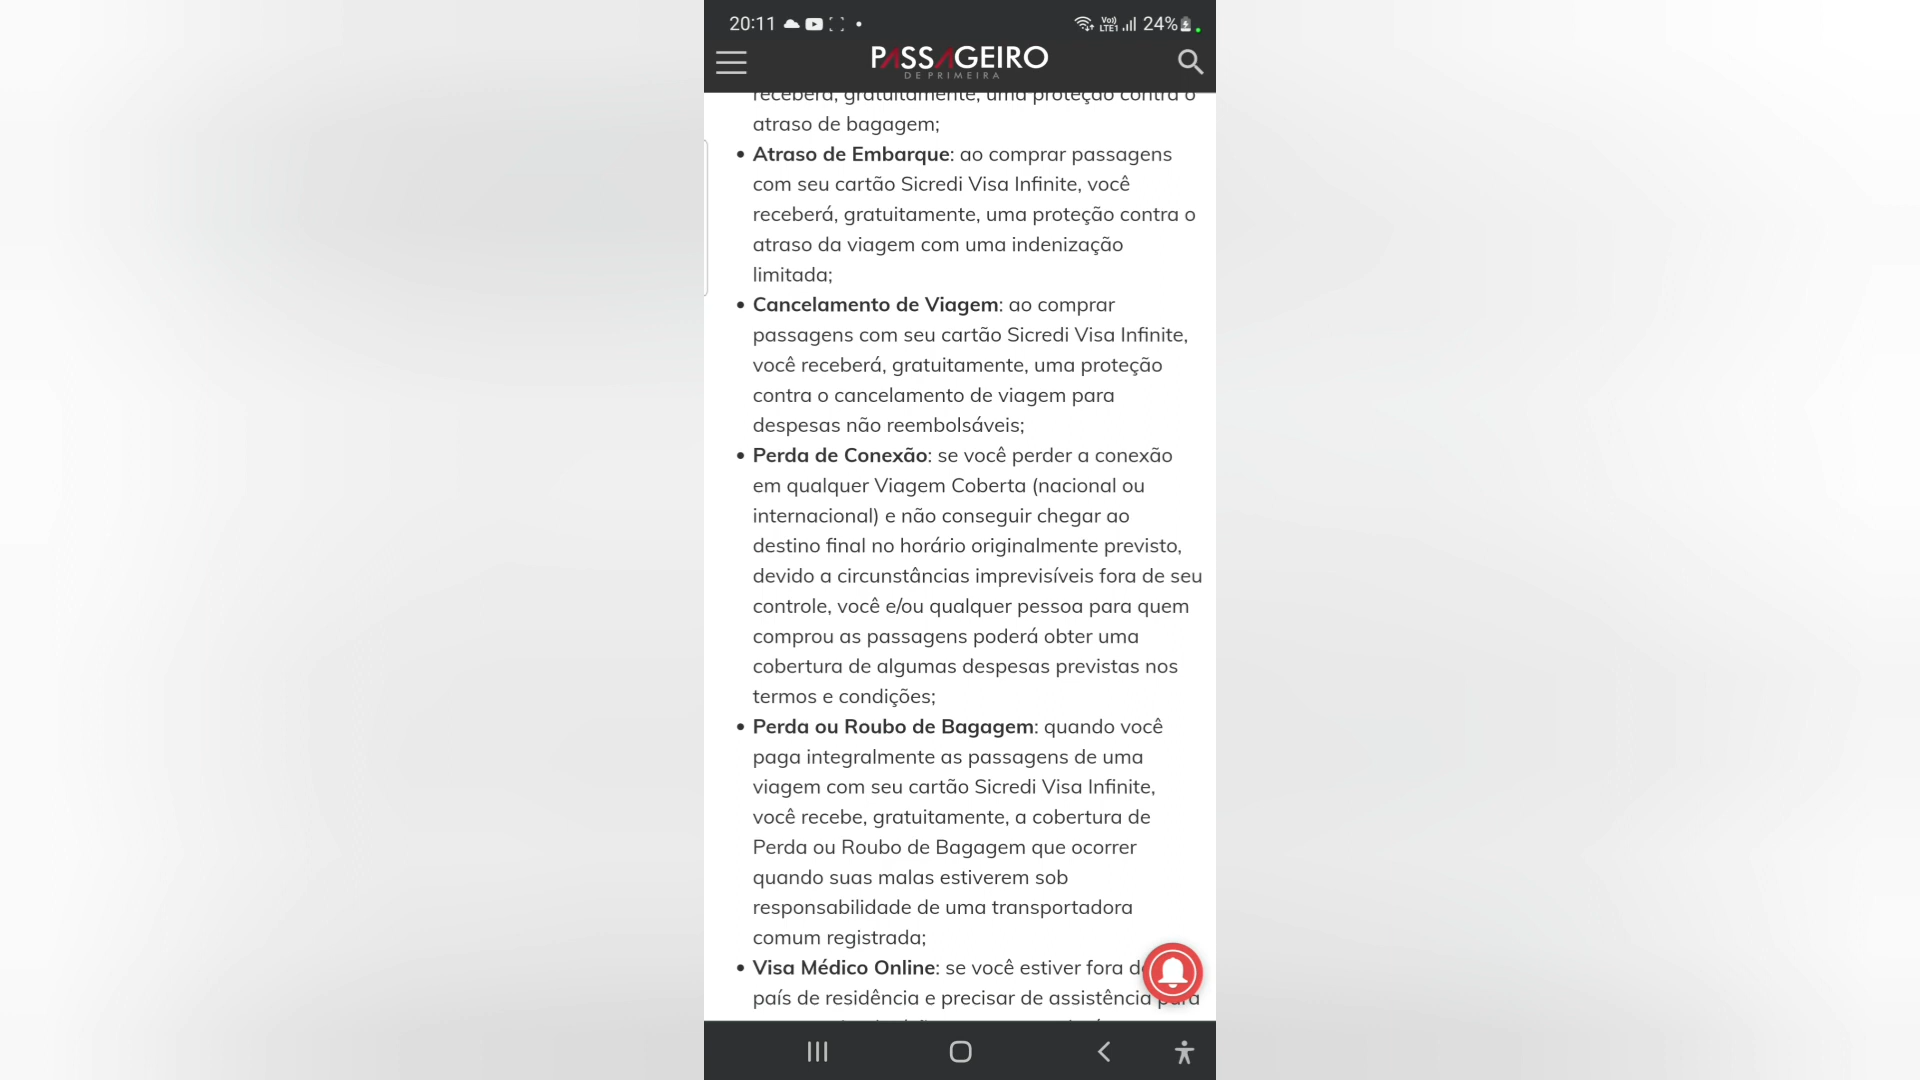 20:11
Vo)) LTE1 24%
PASSAGEIRO
DE PRIMEIRA
receberá, gratuitamente, uma proteção contra o
atraso de bagagem;
• Atraso de Embarque: ao comprar passagens
com seu cartão Sicredi Visa Infinite, você
receberá, gratuitamente, uma proteção contra o
atraso da viagem com uma indenização
limitada;
• Cancelamento de Viagem: ao comprar
passagens com seu cartão Sicredi Visa Infinite,
você receberá, gratuitamente, uma proteção
contra o cancelamento de viagem para
despesas não reembolsáveis;
• Perda de Conexão: se você perder a conexão
em qualquer Viagem Coberta (nacional ou
internacional) e não conseguir chegar ao
destino final no horário originalmente previsto,
devido a circunstâncias imprevisíveis fora de seu
controle, você e/ou qualquer pessoa para quem
comprou as passagens poderá obter uma
cobertura de algumas despesas previstas nos
termos e condições;
• Perda ou Roubo de Bagagem: quando você
paga integralmente as passagens de uma
viagem com seu cartão Sicredi Visa Infinite,
você recebe, gratuitamente, a cobertura de
Perda ou Roubo de Bagagem que ocorrer
quando suas malas estiverem sob
responsabilidade de uma transportadora
comum registrada;
• Visa Médico Online: se você estiver fora
país de residência e precisar de assistência para